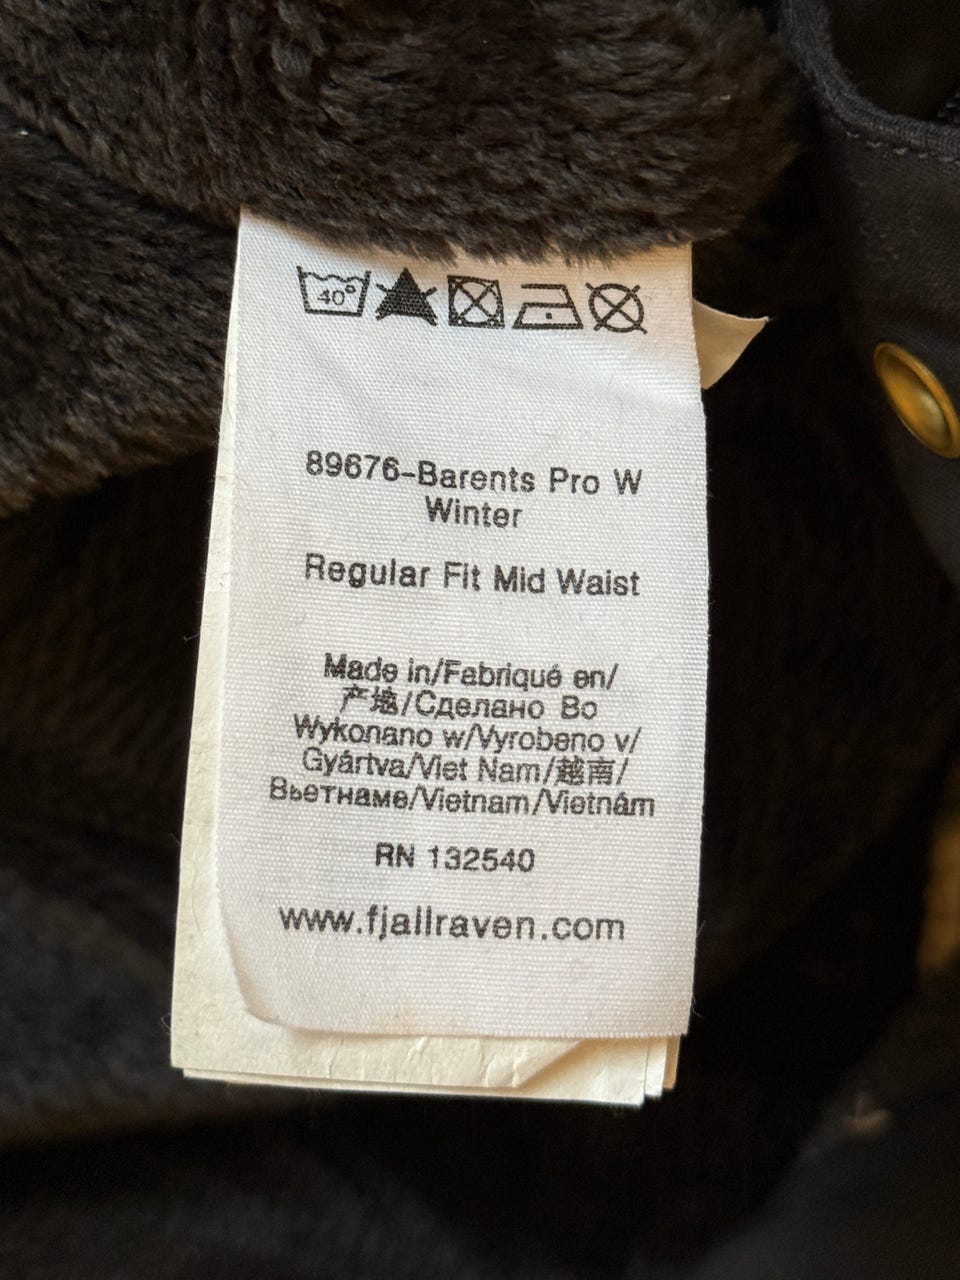 40°
89676-Barents Pro W
Winter
Regular Fit Mid Waist
Made in/Fabriqué en/
产地/Сделано Во
Wykonano w/Vyrobeno v/
Gyártva/Viet Nam/越南/
Вьетнаме/Vietnam/Vietnám
RN 132540
www.fjallraven.com